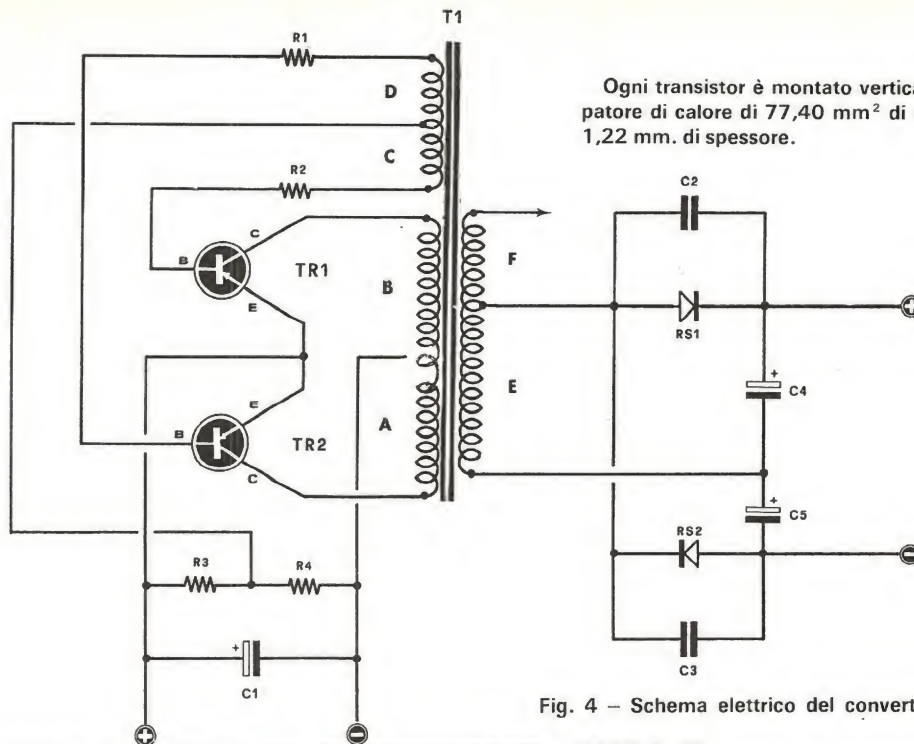 T1
R1
D
C
R2
C
B
TR1
E
B
F
E
A
E
B
TR2
C
R3
R4
+
C1
+
−
Ogni transistor è montato vertica
patore di calore di 77,40 mm² di
1,22 mm. di spessore.
C2
RS1
+
+
C4
+
C5
RS2
−
C3
Fig. 4 – Schema elettrico del convert